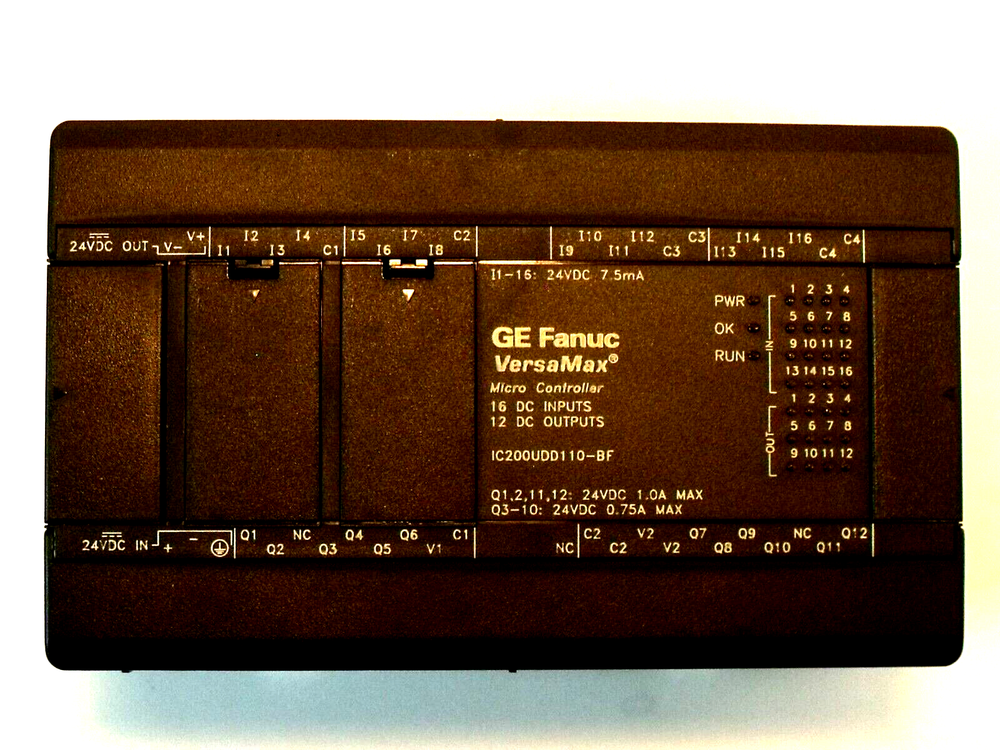 24VDC OUT V- V+ I1 I2 I3 I4 C1 I5 I6 I7 I8 C2 I9 I10 I11 I12 C3 C3 I13 I14 I15 I16 C4 C4
I1-16: 24VDC 7.5mA
GE Fanuc
VersaMax®
Micro Controller
16 DC INPUTS
12 DC OUTPUTS
IC200UDD110-BF
Q1,2,11,12: 24VDC 1.0A MAX
Q3-10: 24VDC 0.75A MAX
PWR
OK
RUN
IN
1 2 3 4
5 6 7 8
9 10 11 12
13 14 15 16
OUT
1 2 3 4
5 6 7 8
9 10 11 12
24VDC IN + - Q1 Q2 NC Q3 Q4 Q5 Q6 V1 C1 NC C2 C2 V2 V2 Q7 Q8 Q9 Q10 NC Q11 Q12